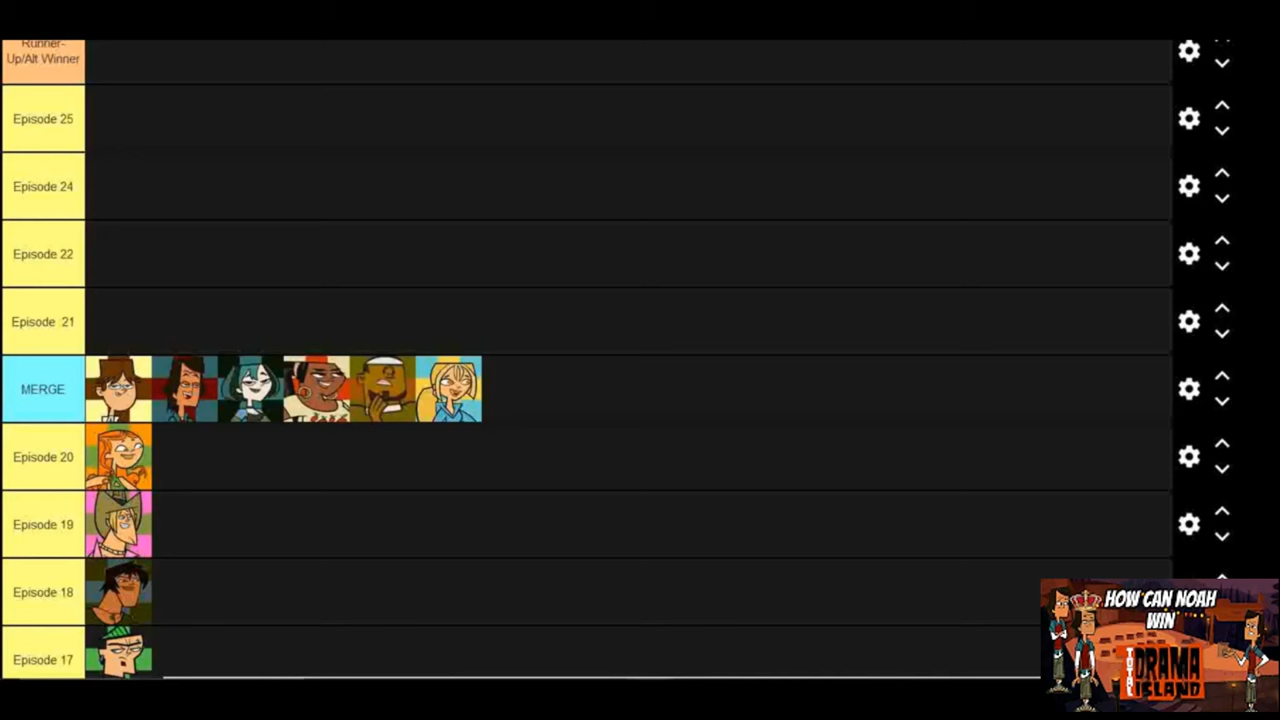 Runner-
Up/Alt Winner
Episode 25
Episode 24
Episode 22
Episode 21
MERGE
Episode 20
Episode 19
Episode 18
Episode 17
HOW CAN NOAH
WIN
TOTAL
DRAMA
ISLAND